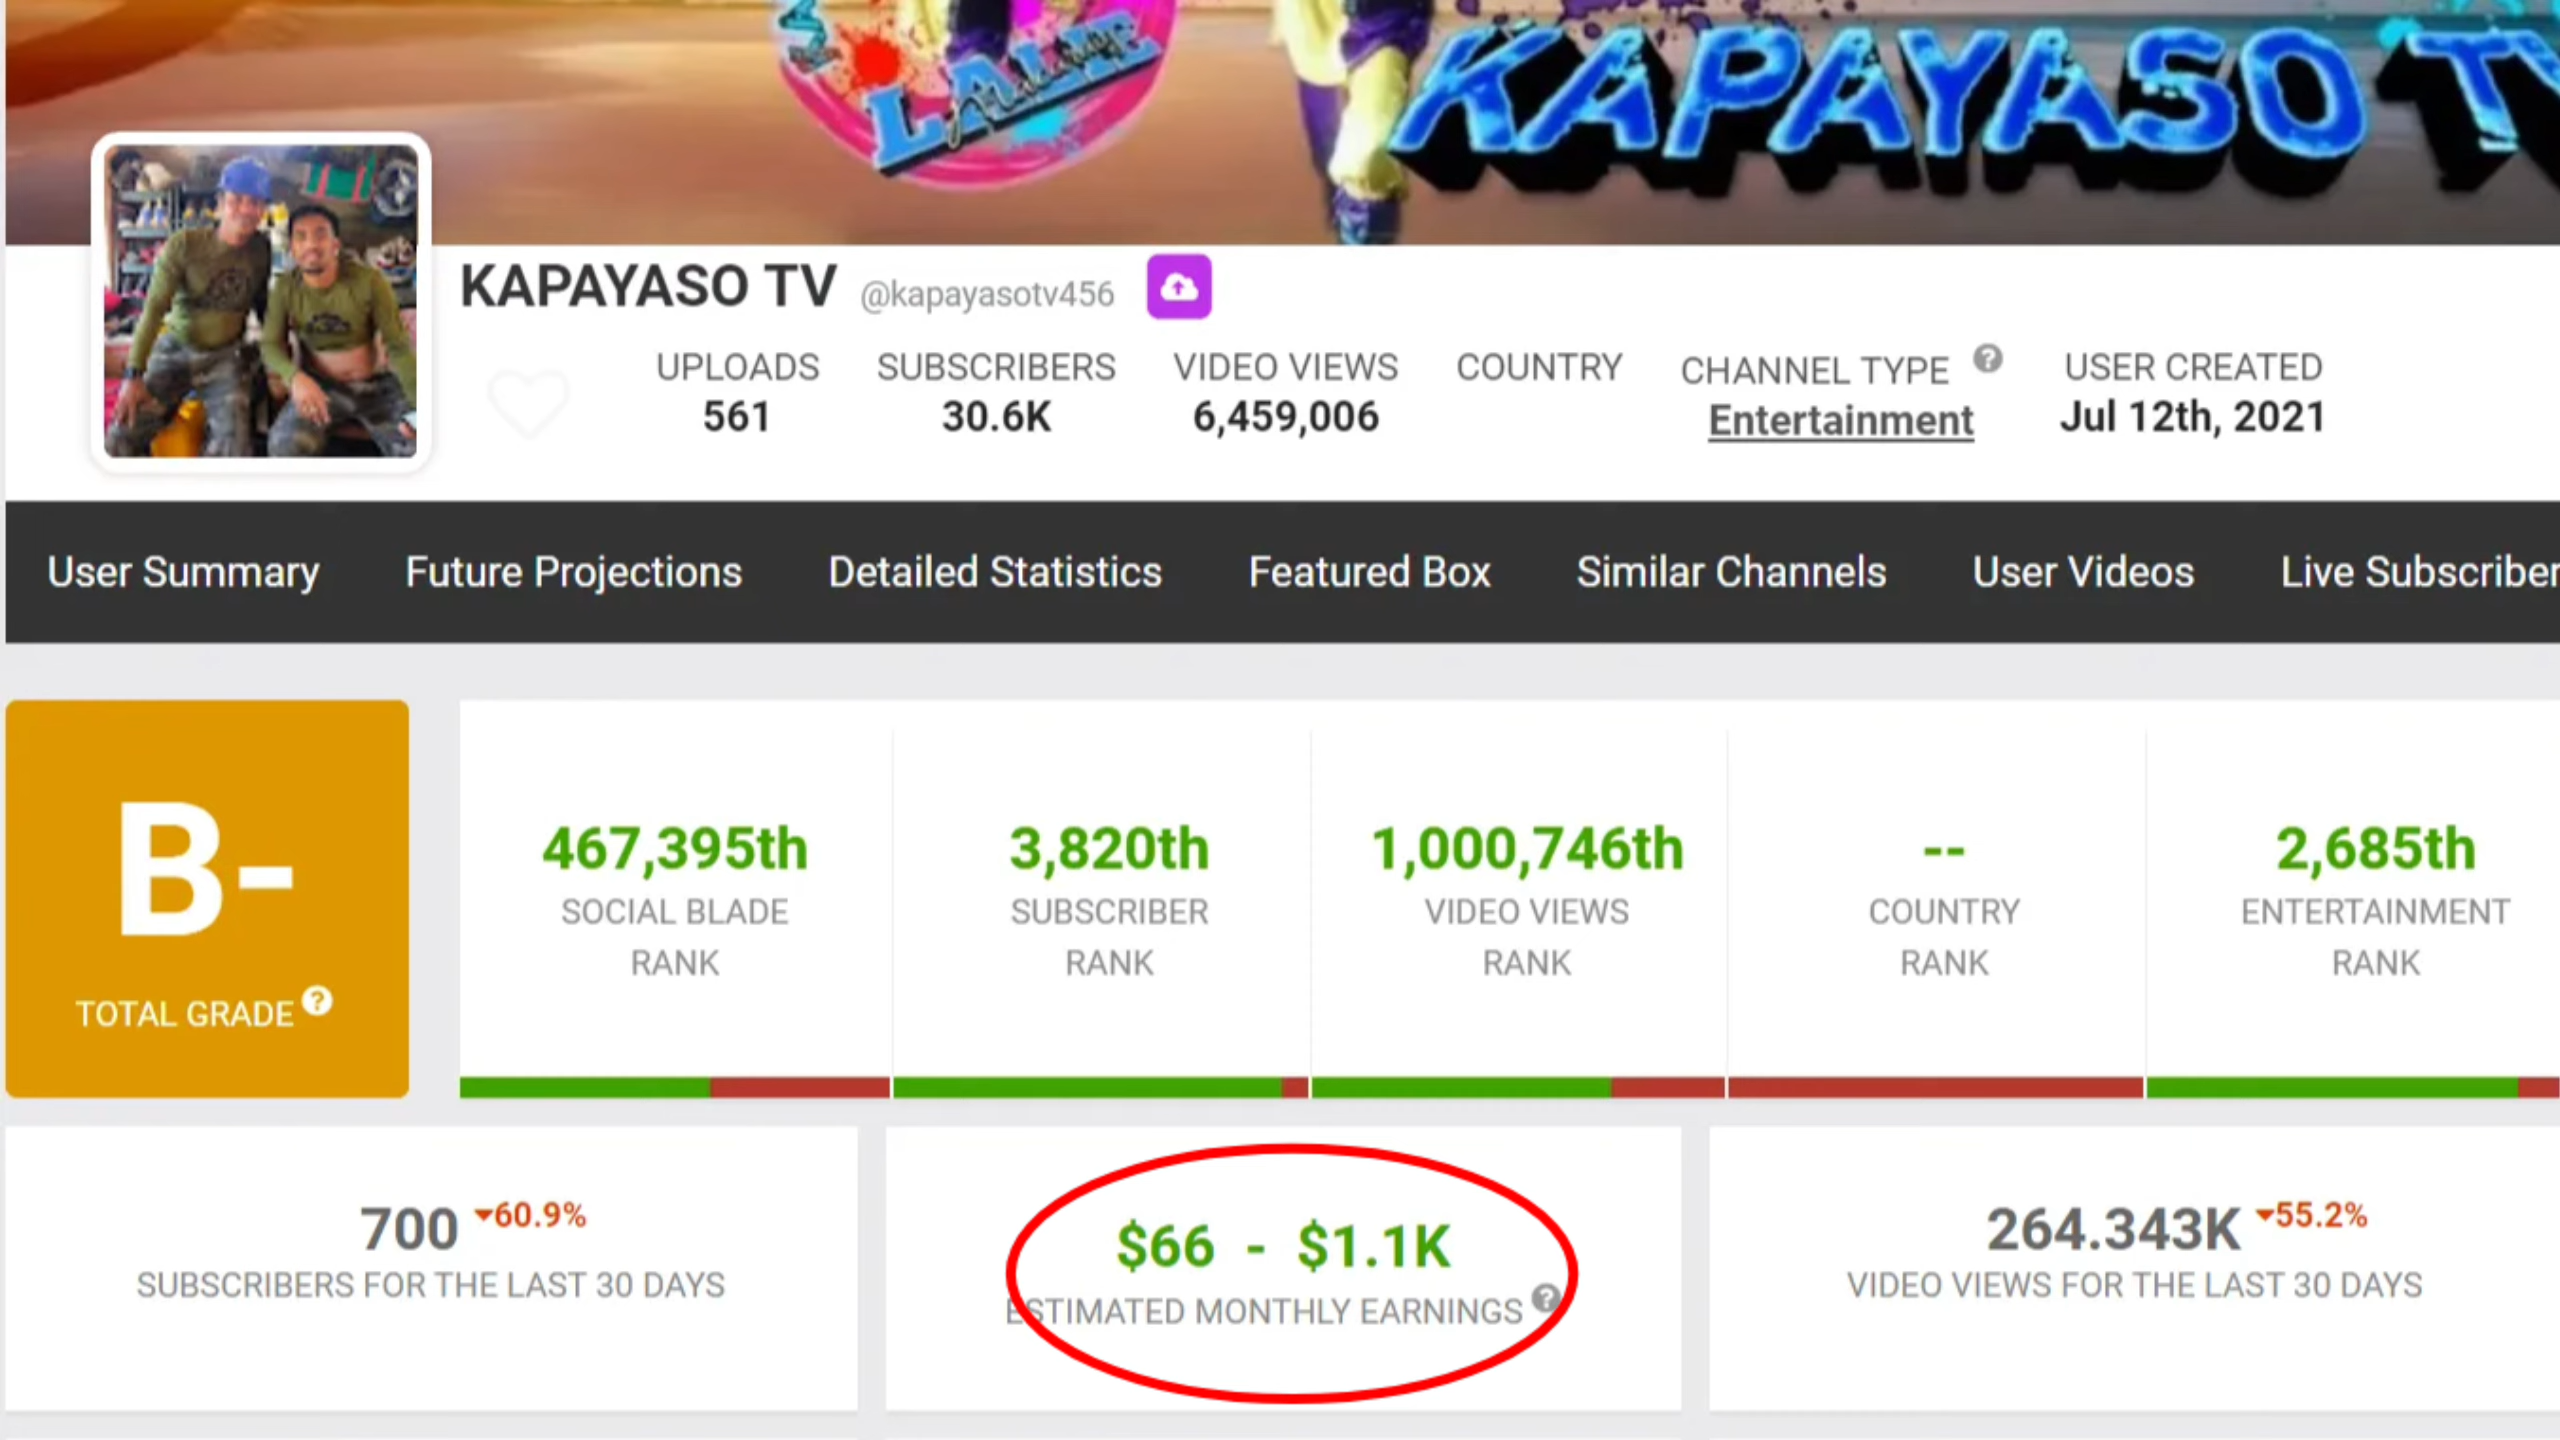 LALE
KAPAYASO TV
KAPAYASO TV @kapayasotv456
UPLOADS SUBSCRIBERS VIDEO VIEWS COUNTRY CHANNEL TYPE ? USER CREATED
561 30.6K 6,459,006 Entertainment Jul 12th, 2021
User Summary Future Projections Detailed Statistics Featured Box Similar Channels User Videos Live Subscriber
B-
TOTAL GRADE ?
467,395th 3,820th 1,000,746th -- 2,685th
SOCIAL BLADE SUBSCRIBER VIDEO VIEWS COUNTRY ENTERTAINMENT
RANK RANK RANK RANK RANK
700 60.9% $66 - $1.1K 264.343K 55.2%
SUBSCRIBERS FOR THE LAST 30 DAYS ESTIMATED MONTHLY EARNINGS ? VIDEO VIEWS FOR THE LAST 30 DAYS